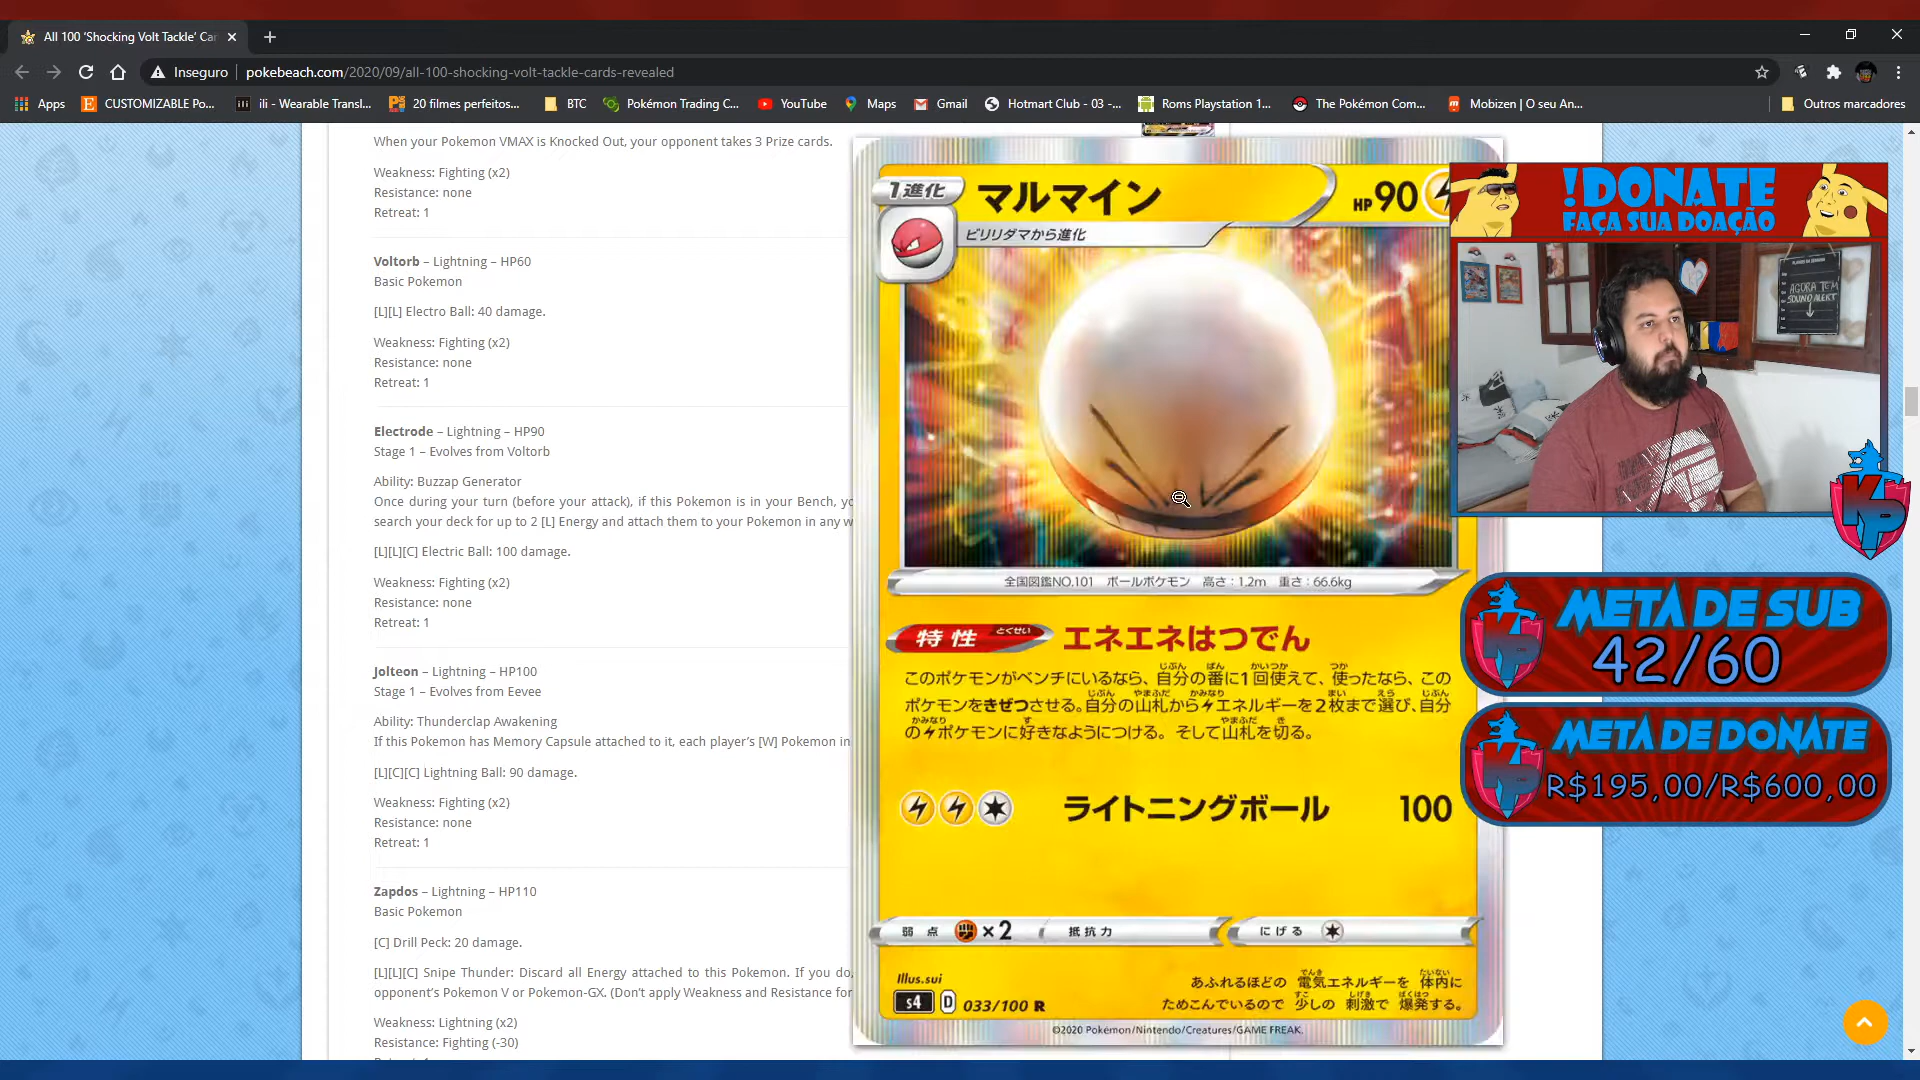 All 100 'Shocking Volt Tackle' Car
Inseguro
pokebeach.com/2020/09/all-100-shocking-volt-tackle-cards-revealed
Apps
CUSTOMIZABLE Po...
ili - Wearable Transl...
20 filmes perfeitos...
BTC
Pokémon Trading C...
YouTube
Maps
Gmail
Hotmart Club - 03 -...
Roms Playstation 1...
The Pokémon Com...
Mobizen | O seu An...
Outros marcadores
When your Pokemon VMAX is Knocked Out, your opponent takes 3 Prize cards.
Weakness: Fighting (x2)
Resistance: none
Retreat: 1
Voltorb – Lightning – HP60
Basic Pokemon
[L][L] Electro Ball: 40 damage.
Weakness: Fighting (x2)
Resistance: none
Retreat: 1
Electrode – Lightning – HP90
Stage 1 – Evolves from Voltorb
Ability: Buzzap Generator
Once during your turn (before your attack), if this Pokemon is in your Bench, yo
search your deck for up to 2 [L] Energy and attach them to your Pokemon in any w
[L][L][C] Electric Ball: 100 damage.
Weakness: Fighting (x2)
Resistance: none
Retreat: 1
Jolteon – Lightning – HP100
Stage 1 – Evolves from Eevee
Ability: Thunderclap Awakening
If this Pokemon has Memory Capsule attached to it, each player's [W] Pokemon in
[L][C][C] Lightning Ball: 90 damage.
Weakness: Fighting (x2)
Resistance: none
Retreat: 1
Zapdos – Lightning – HP110
Basic Pokemon
[C] Drill Peck: 20 damage.
[L][L][C] Snipe Thunder: Discard all Energy attached to this Pokemon. If you do,
opponent's Pokemon V or Pokemon-GX. (Don't apply Weakness and Resistance for
Weakness: Lightning (x2)
Resistance: Fighting (-30)
1進化
マルマイン
HP90
ビリリダマから進化
全国図鑑NO.101 ボールポケモン 高さ:1.2m 重さ:66.6kg
特性 とくせい エネエネはつでん
このポケモンがベンチにいるなら、自分の番に1回使えて、使ったなら、この
ポケモンをきぜつさせる。自分の山札からエネルギーを2枚まで選び、自分
のポケモンに好きなようにつける。そして山札を切る。
ライトニングボール 100
弱点 ×2 抵抗力 にげる
Illus.sui
s4 D 033/100 R
あふれるほどの 電気エネルギーを 体内に
ためこんでいるので 少しの 刺激で 爆発する。
©2020 Pokémon/Nintendo/Creatures/GAME FREAK.
!DONATE
FAÇA SUA DOAÇÃO
AGORA TEM
SOUND ALERT
KP
META DE SUB
42/60
META DE DONATE
R$195,00/R$600,00